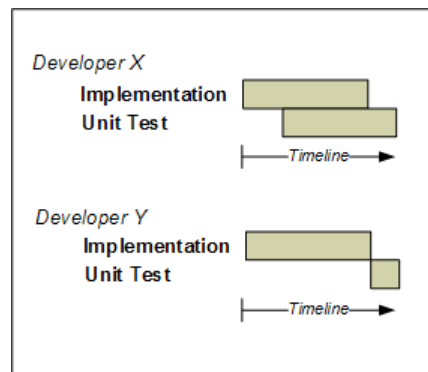 Developer X
Implementation
Unit Test
Timeline
Developer Y
Implementation
Unit Test
Timeline